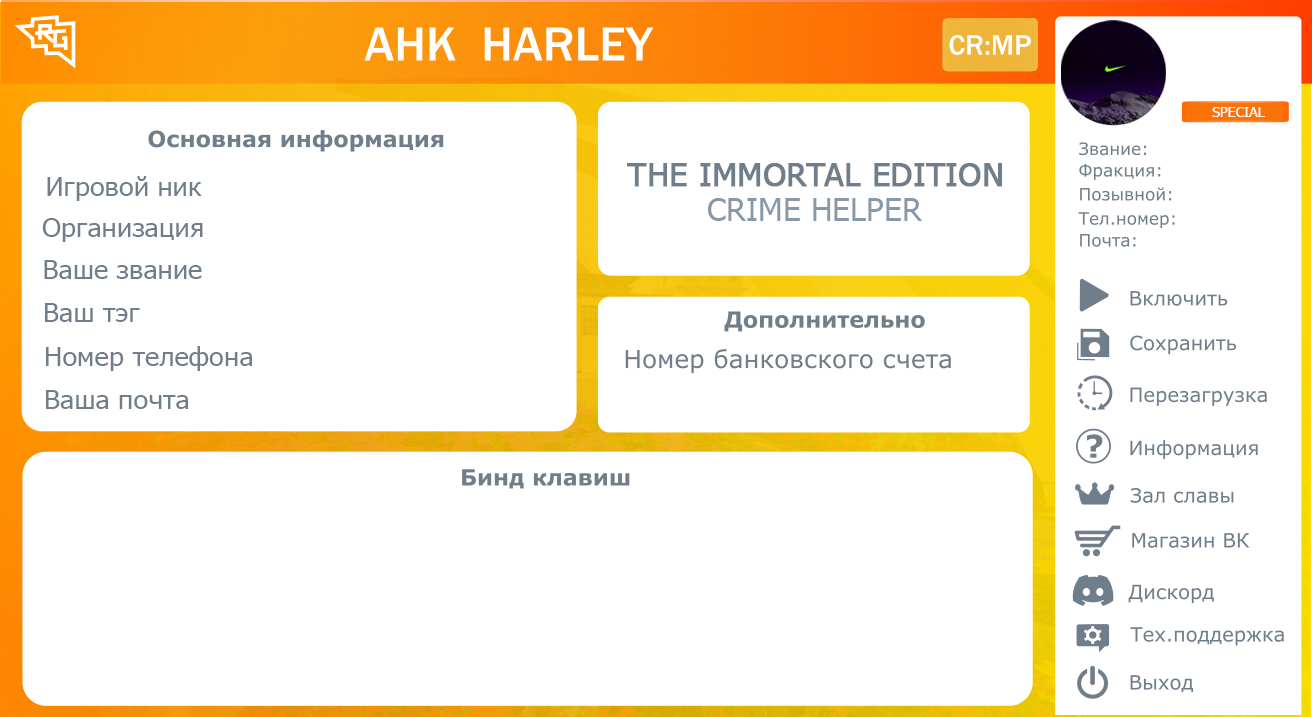 RG
AHK HARLEY
CR:MP
Основная информация
Игровой ник
Организация
Ваше звание
Ваш тэг
Номер телефона
Ваша почта
THE IMMORTAL EDITION
CRIME HELPER
Дополнительно
Номер банковского счета
Бинд клавиш
SPECIAL
Звание:
Фракция:
Позывной:
Тел.номер:
Почта:
Включить
Сохранить
Перезагрузка
Информация
Зал славы
Магазин ВК
Дискорд
Тех.поддержка
Выход